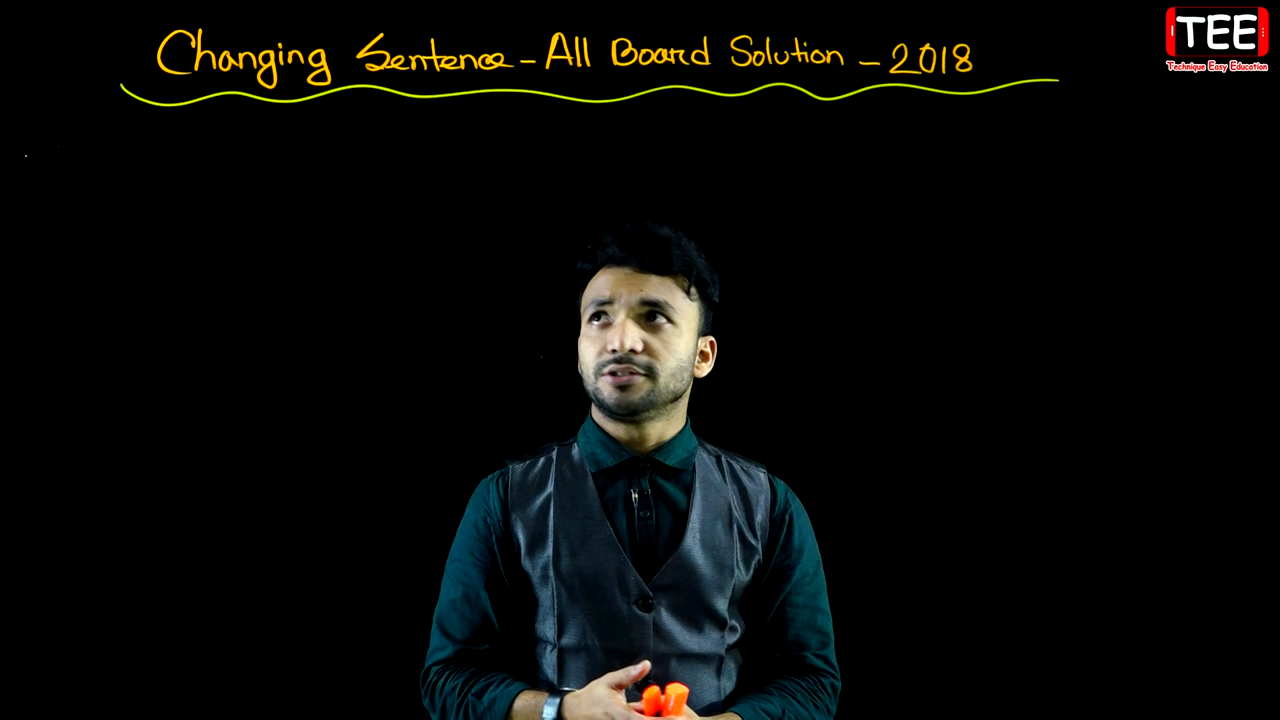 Changing Sentence - All Board Solution - 2018
TEE
Technique Easy Education